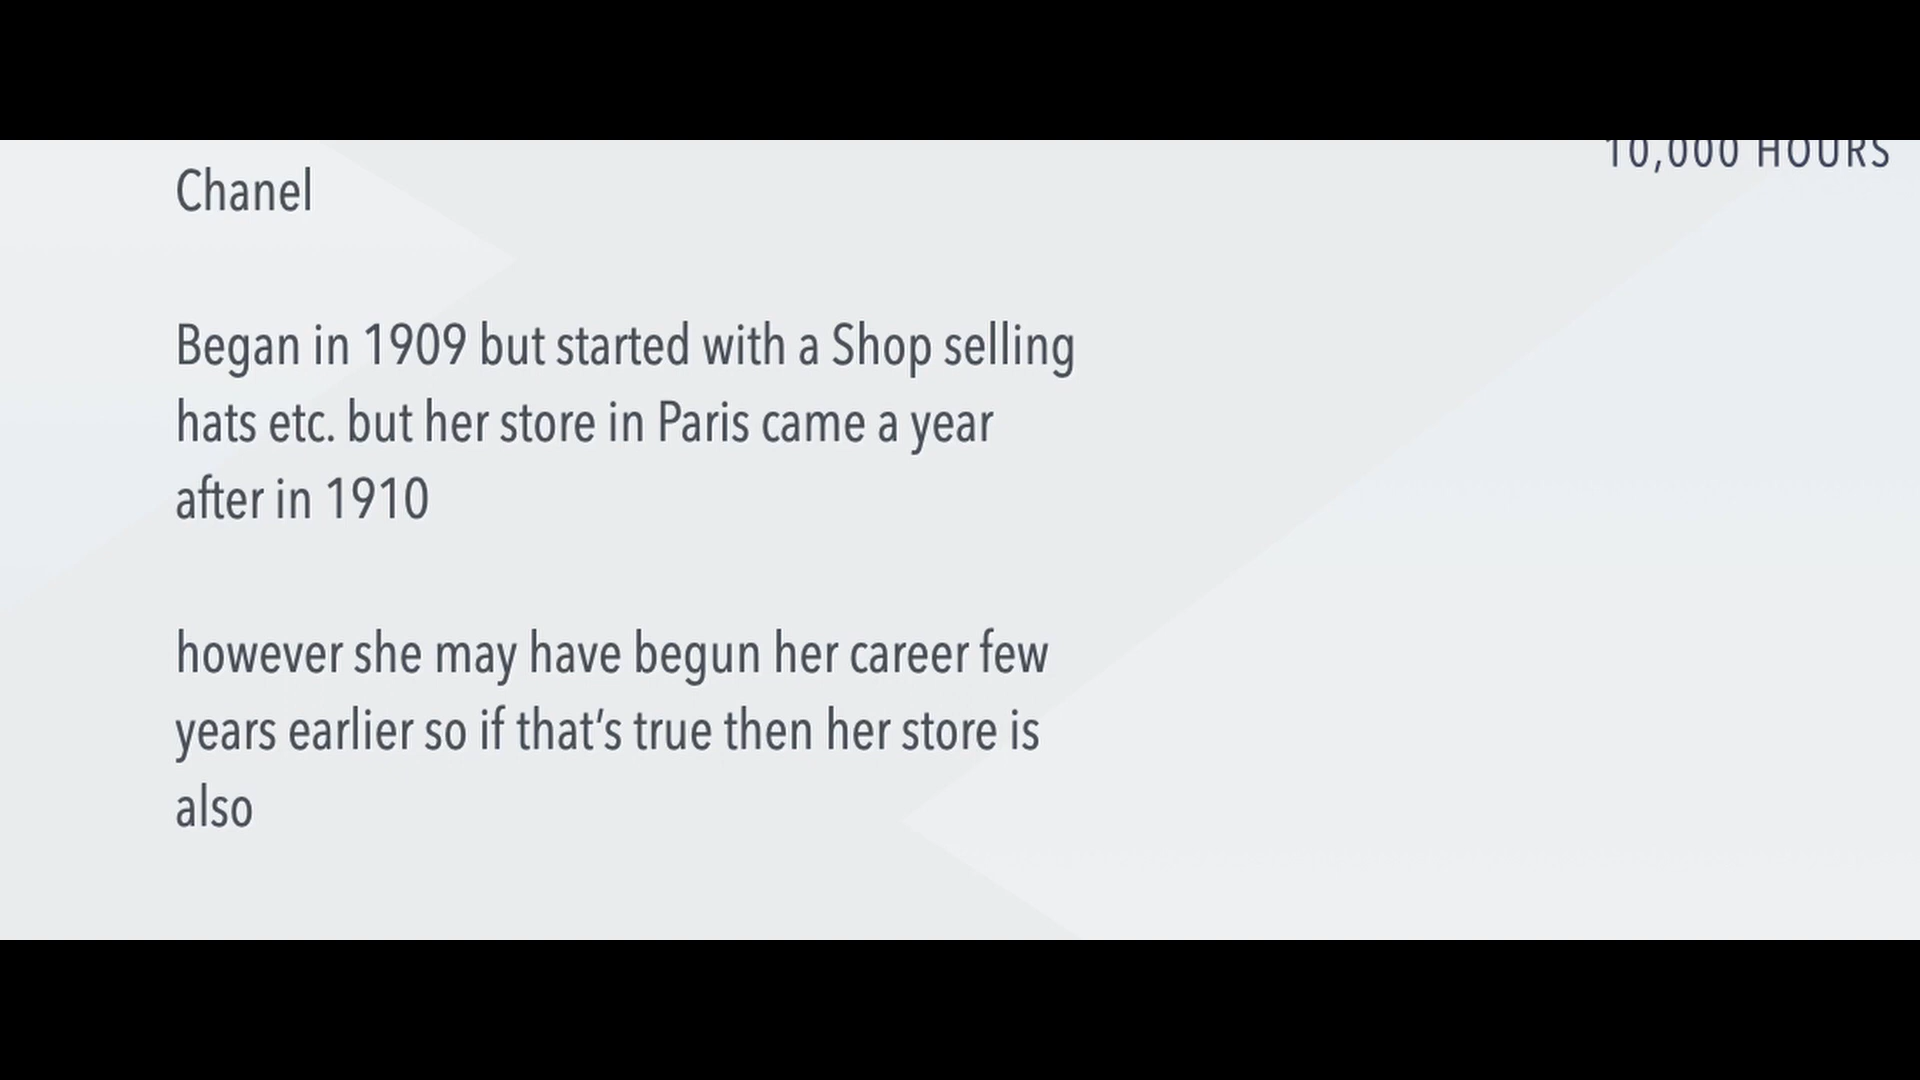 10,000 HOURS
Chanel
Began in 1909 but started with a Shop selling
hats etc. but her store in Paris came a year
after in 1910
however she may have begun her career few
years earlier so if that’s true then her store is
also